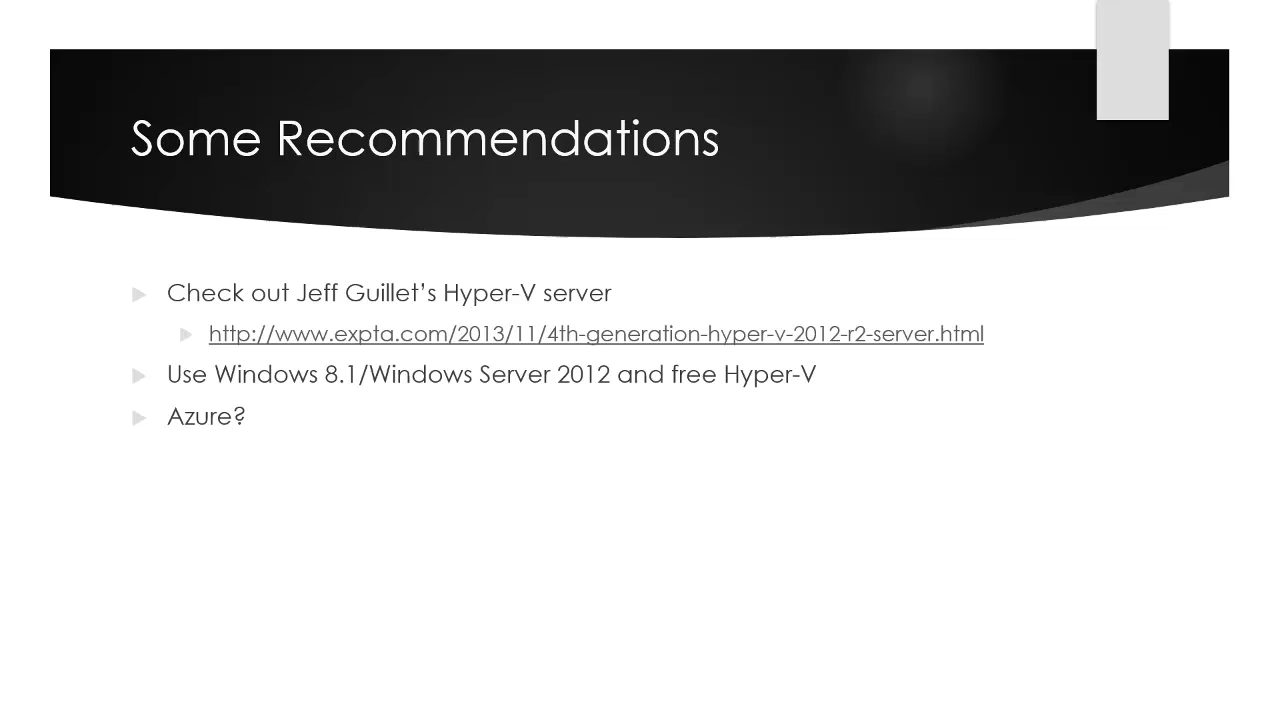 Some Recommendations
Check out Jeff Guillet’s Hyper-V server
http://www.expta.com/2013/11/4th-generation-hyper-v-2012-r2-server.html
Use Windows 8.1/Windows Server 2012 and free Hyper-V
Azure?